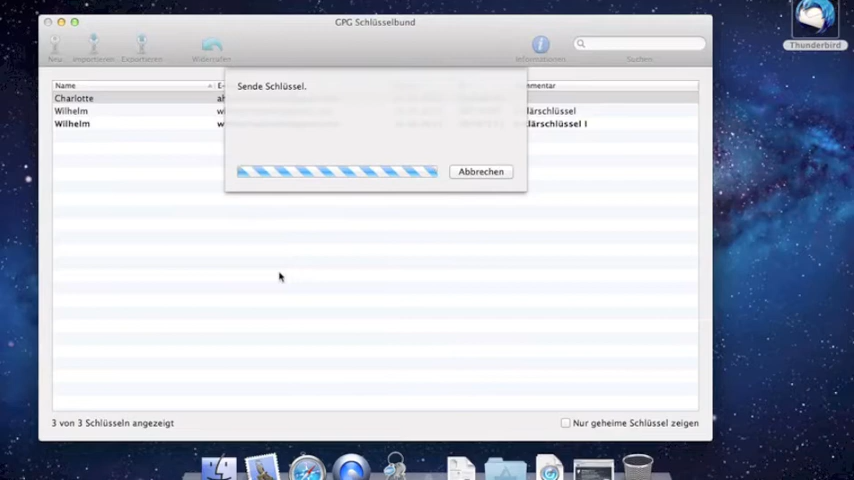 GPG Schlüsselbund
Neu
Importieren
Exportieren
Widerrufen
Informationen
Suchen
Thunderbird
Name
Sende Schlüssel.
Charlotte
Wilhelm
Wilhelm
Abbrechen
3 von 3 Schlüsseln angezeigt
Nur geheime Schlüssel zeigen